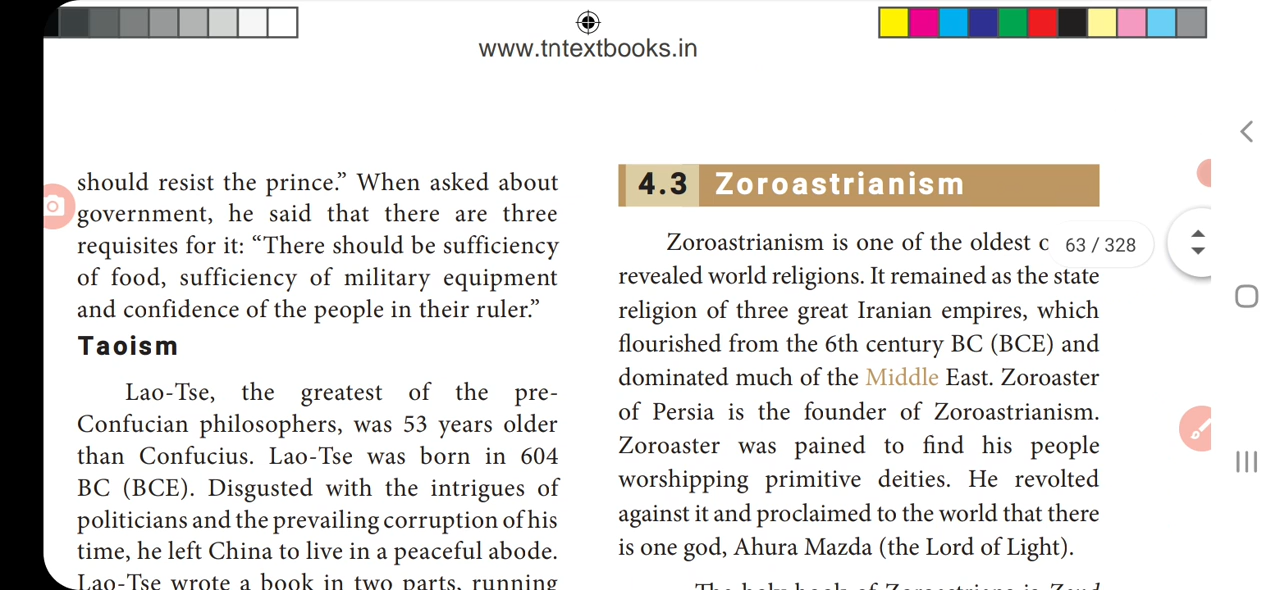 www.tntextbooks.in
should resist the prince.” When asked about
government, he said that there are three
requisites for it: “There should be sufficiency
of food, sufficiency of military equipment
and confidence of the people in their ruler.”
Taoism
Lao-Tse, the greatest of the pre-
Confucian philosophers, was 53 years older
than Confucius. Lao-Tse was born in 604
BC (BCE). Disgusted with the intrigues of
politicians and the prevailing corruption of his
time, he left China to live in a peaceful abode.
Lao-Tse wrote a book in two parts, running
4.3 Zoroastrianism
Zoroastrianism is one of the oldest
63 / 328
revealed world religions. It remained as the state
religion of three great Iranian empires, which
flourished from the 6th century BC (BCE) and
dominated much of the Middle East. Zoroaster
of Persia is the founder of Zoroastrianism.
Zoroaster was pained to find his people
worshipping primitive deities. He revolted
against it and proclaimed to the world that there
is one god, Ahura Mazda (the Lord of Light).
The holy book of Zoroastrians is Zend